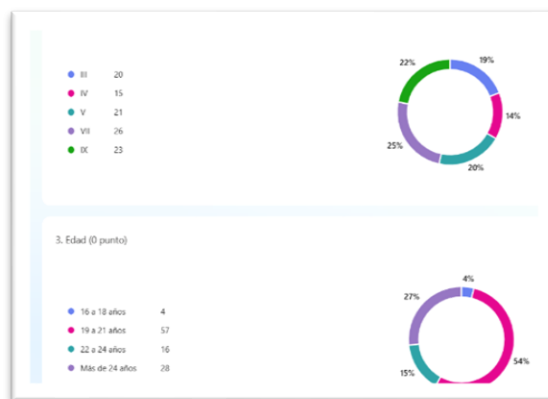 III 20
IV 15
V 21
VII 26
IX 23
22%
19%
14%
25%
20%
3. Edad (0 punto)
16 a 18 años 4
19 a 21 años 57
22 a 24 años 16
Más de 24 años 28
4%
27%
54%
15%